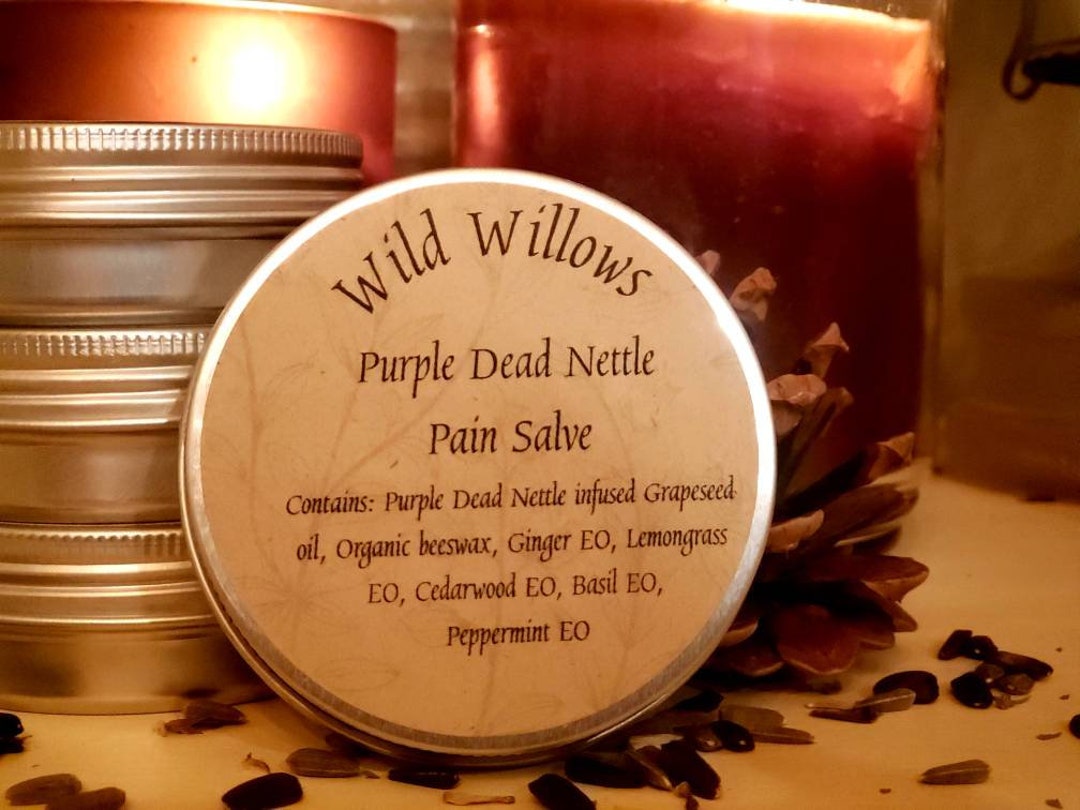 Wild Willows
Purple Dead Nettle
Pain Salve
Contains: Purple Dead Nettle infused Grapeseed
oil, Organic beeswax, Ginger EO, Lemongrass
EO, Cedarwood EO, Basil EO,
Peppermint EO